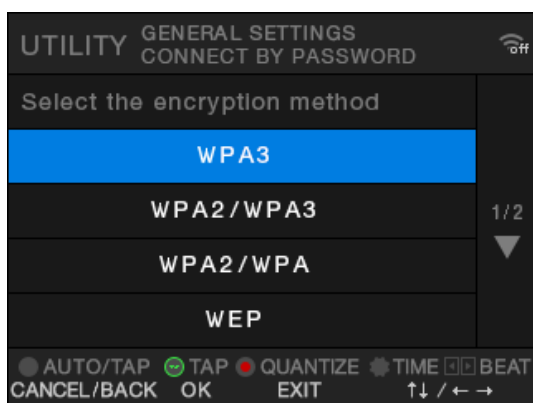 UTILITY GENERAL SETTINGS
CONNECT BY PASSWORD
off
Select the encryption method
WPA3
WPA2/WPA3
1/2
WPA2/WPA
WEP
AUTO/TAP TAP QUANTIZE TIME BEAT
CANCEL/BACK OK EXIT ↑↓/←→